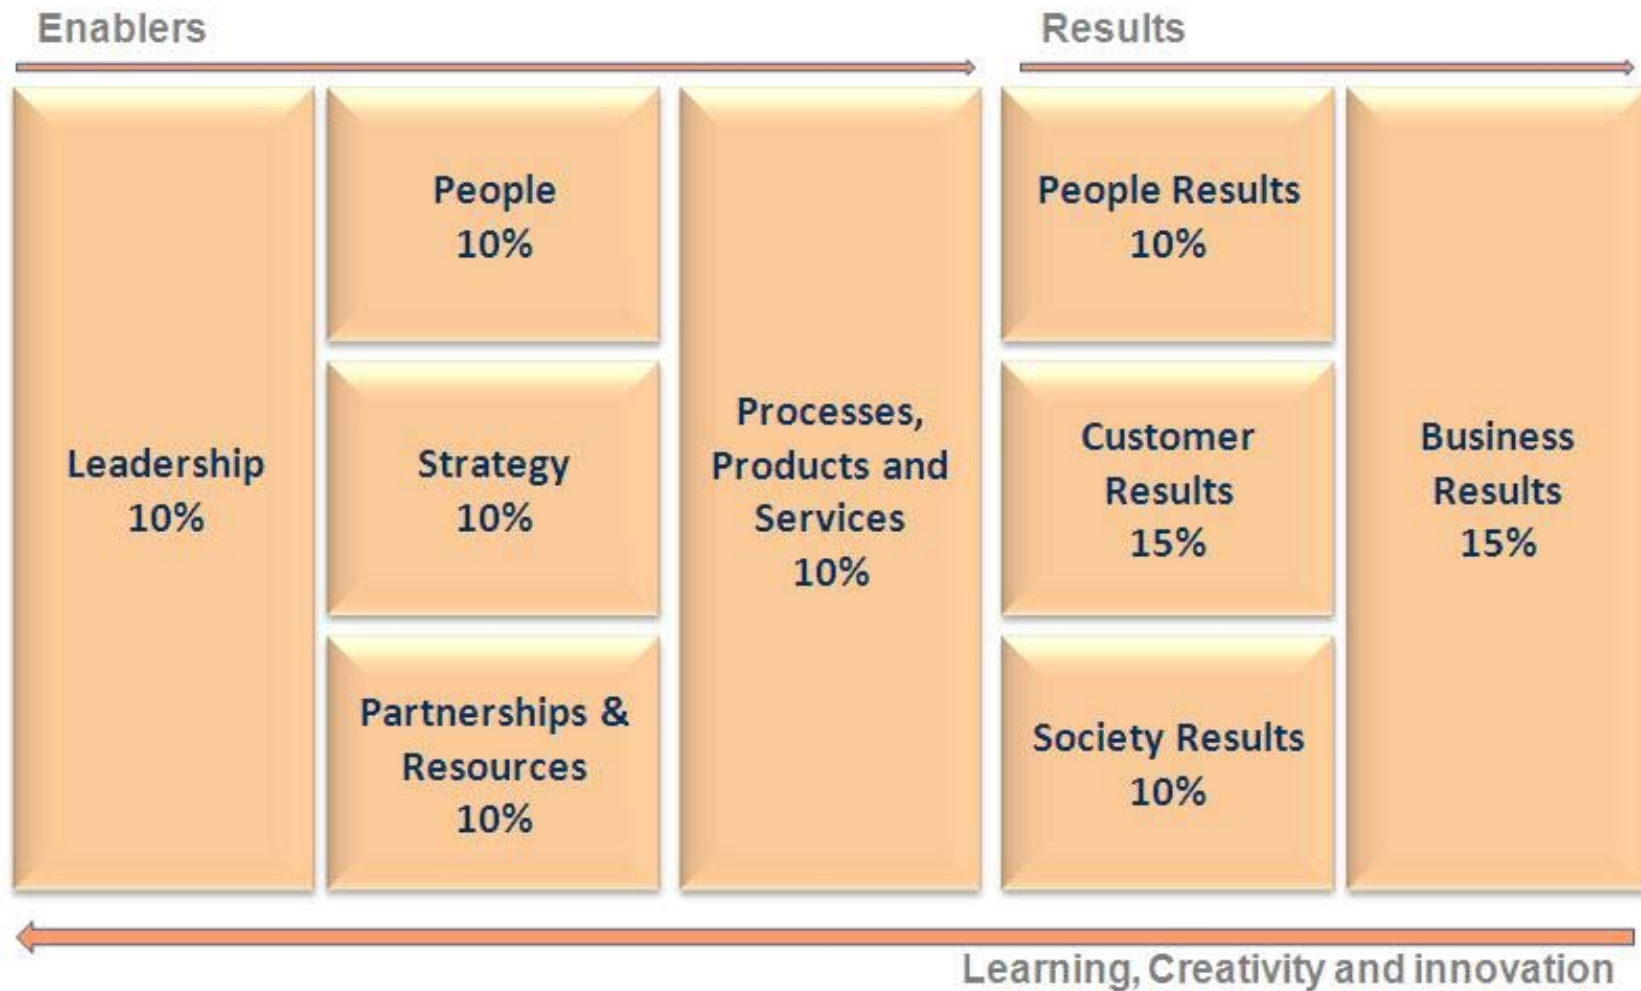 Enablers
Results
Leadership
10%
People
10%
Strategy
10%
Partnerships &
Resources
10%
Processes,
Products and
Services
10%
People Results
10%
Customer
Results
15%
Society Results
10%
Business
Results
15%
Learning, Creativity and innovation